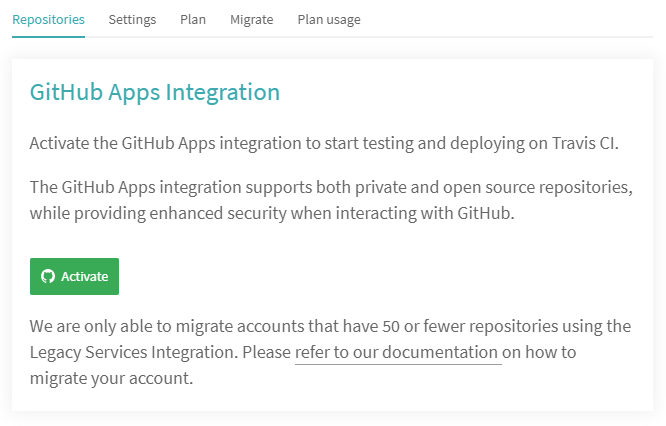 Repositories Settings Plan Migrate Plan usage
GitHub Apps Integration
Activate the GitHub Apps integration to start testing and deploying on Travis CI.
The GitHub Apps integration supports both private and open source repositories,
while providing enhanced security when interacting with GitHub.
Activate
We are only able to migrate accounts that have 50 or fewer repositories using the
Legacy Services Integration. Please refer to our documentation on how to
migrate your account.